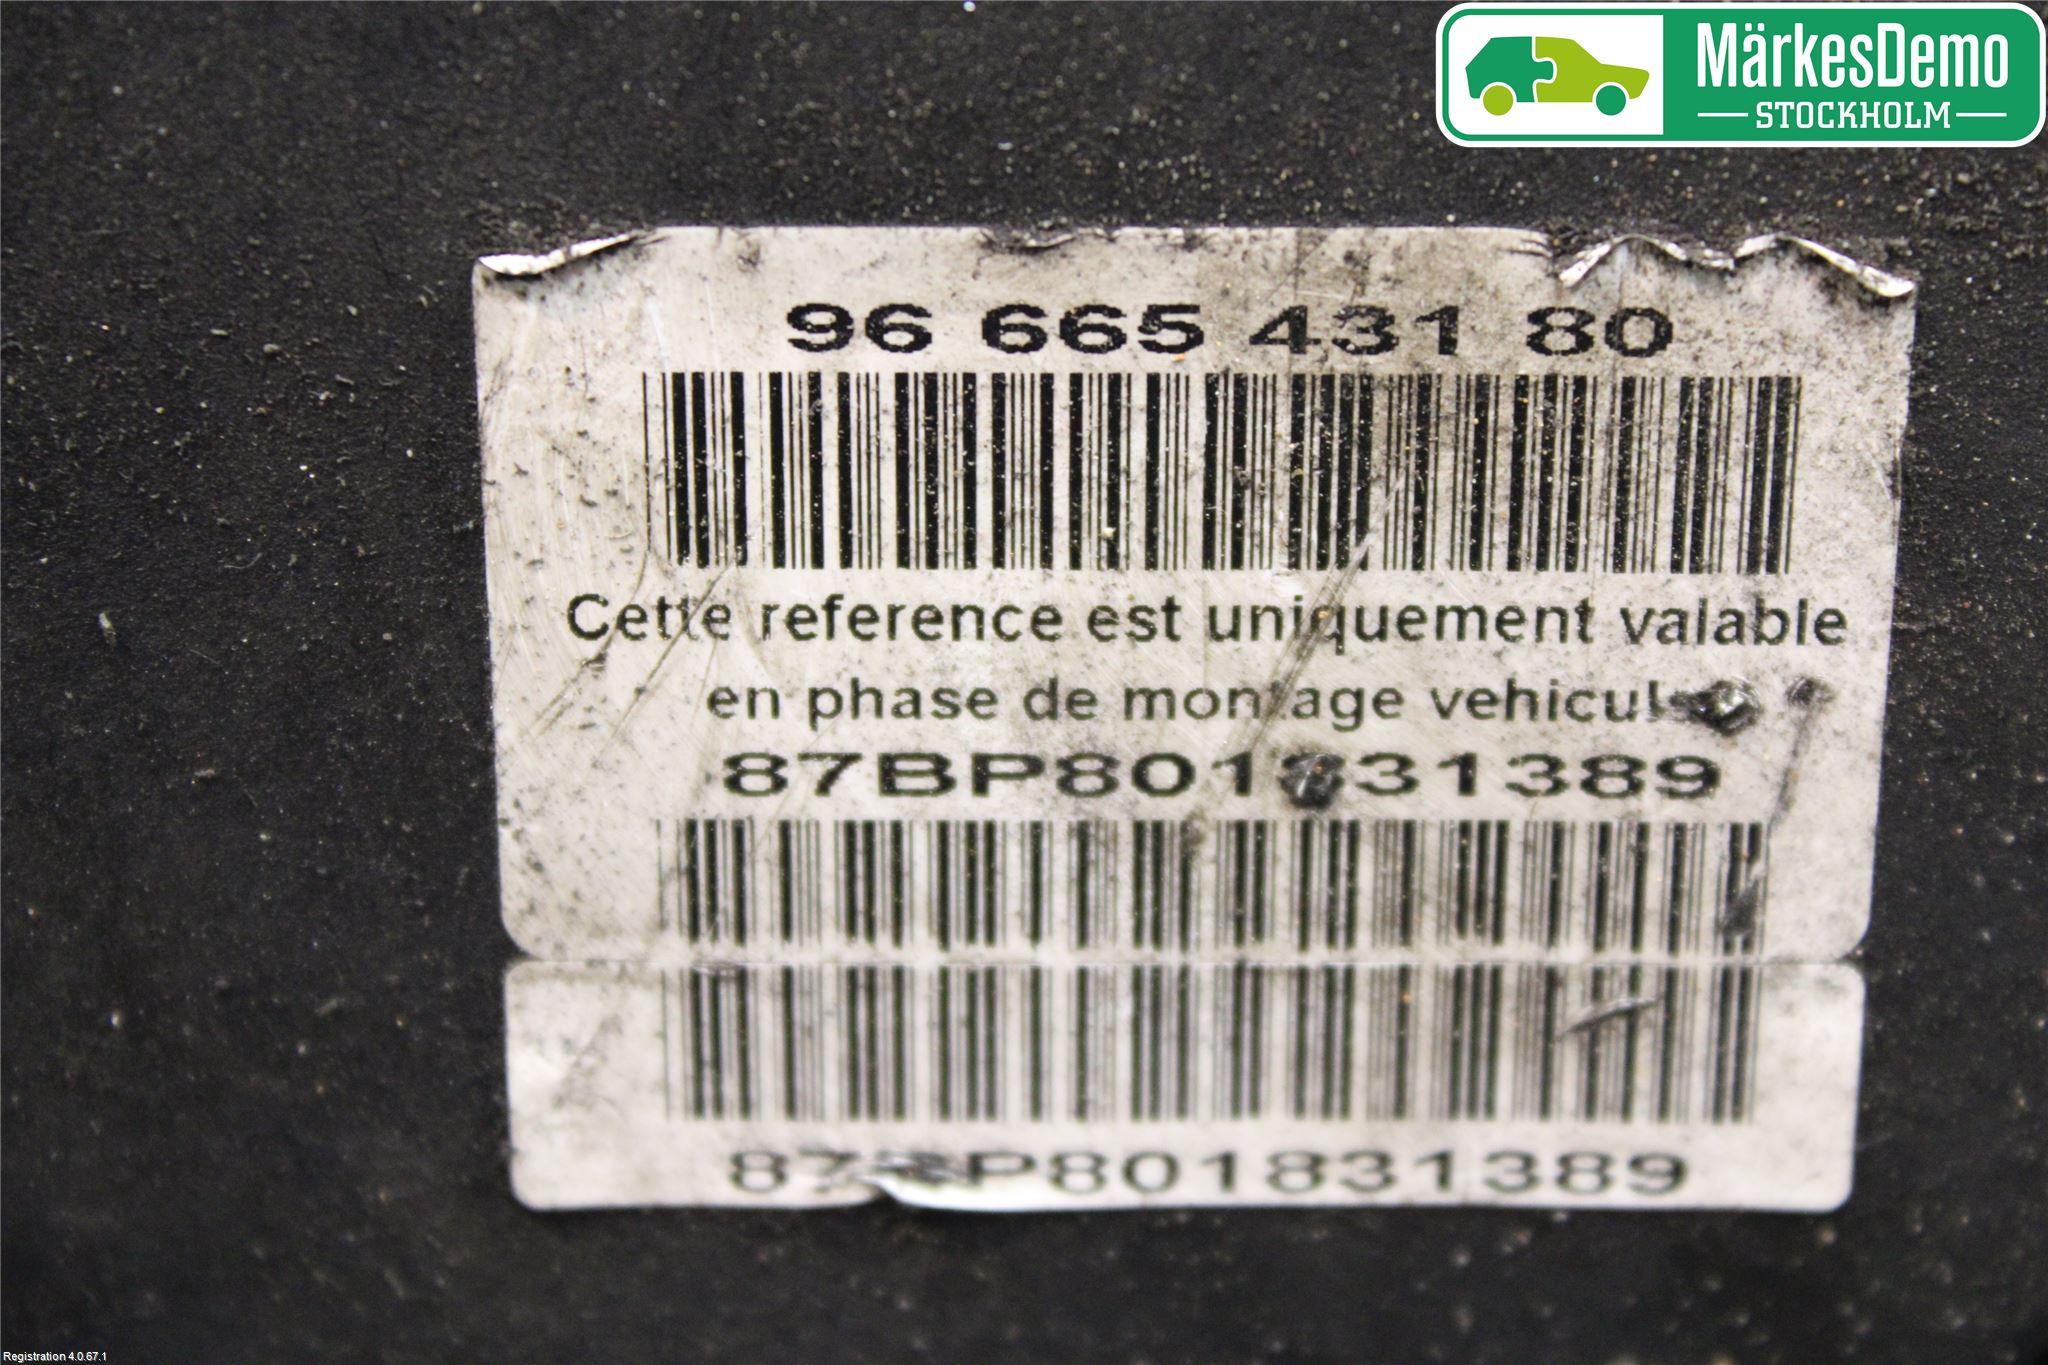 MärkesDemo
STOCKHOLM
96 665 431 80
Cette reference est uniquement valable
en phase de montage vehicule
87BP801831389
87BP801831389
Registration 4.0.67.1